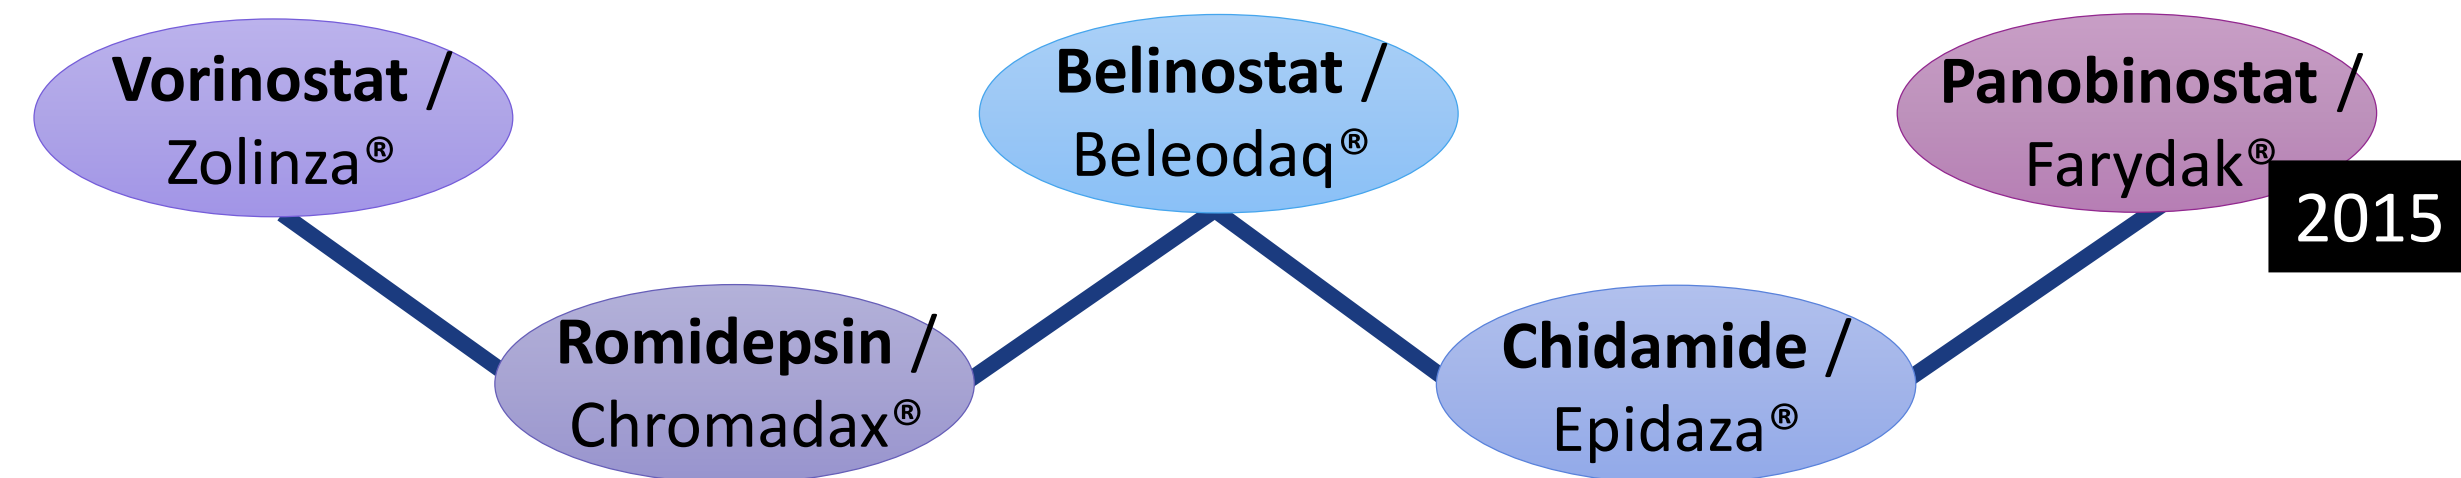 Vorinostat /
Zolinza®
Romidepsin /
Chromadax®
Belinostat /
Beleodaq®
Chidamide /
Epidaza®
Panobinostat /
Farydak®
2015